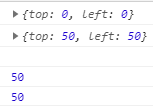 ▶ {top: 0, left: 0}
▶ {top: 50, left: 50}
50
50